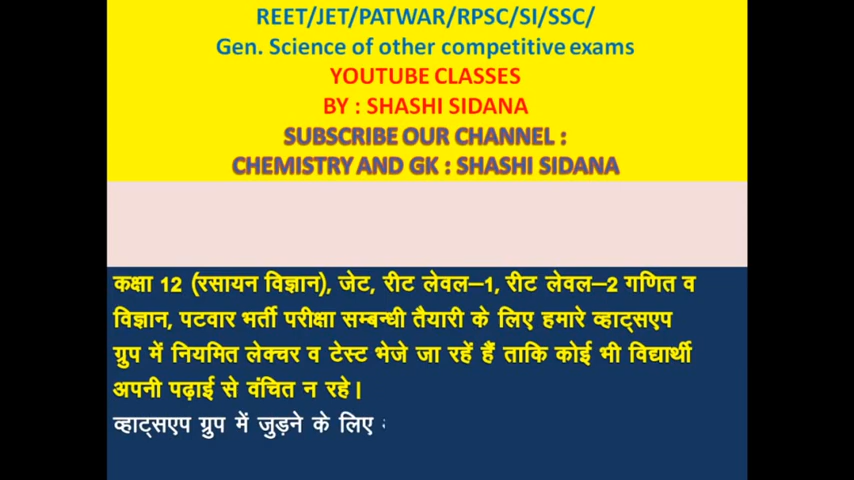 REET/JET/PATWAR/RPSC/SI/SSC/
Gen. Science of other competitive exams
YOUTUBE CLASSES
BY : SHASHI SIDANA
SUBSCRIBE OUR CHANNEL :
CHEMISTRY AND GK : SHASHI SIDANA
कक्षा 12 (रसायन विज्ञान), जेट, रीट लेवल–1, रीट लेवल–2 गणित व
विज्ञान, पटवार भर्ती परीक्षा सम्बन्धी तैयारी के लिए हमारे व्हाट्सएप
ग्रुप में नियमित लेक्चर व टेस्ट भेजे जा रहें हैं ताकि कोई भी विद्यार्थी
अपनी पढ़ाई से वंचित न रहे।
व्हाट्सएप ग्रुप में जुड़ने के लिए